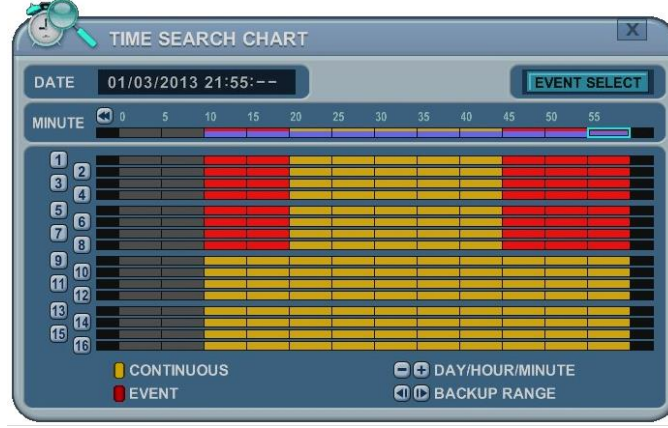 TIME SEARCH CHART
X
DATE 01/03/2013 21:55:--
EVENT SELECT
MINUTE 0 5 10 15 20 25 30 35 40 45 50 55
1
2
3
4
5
6
7
8
9
10
11
12
13
14
15
16
CONTINUOUS
DAY/HOUR/MINUTE
EVENT
BACKUP RANGE